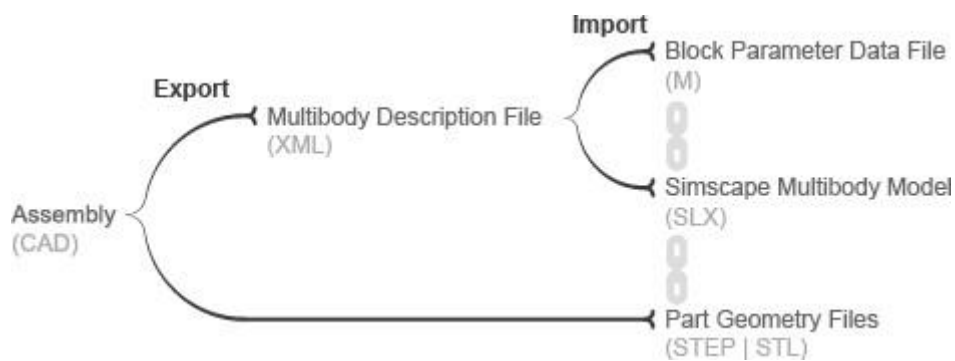 Import
Block Parameter Data File
(M)
Export
Multibody Description File
(XML)
Simscape Multibody Model
(SLX)
Assembly
(CAD)
Part Geometry Files
(STEP | STL)